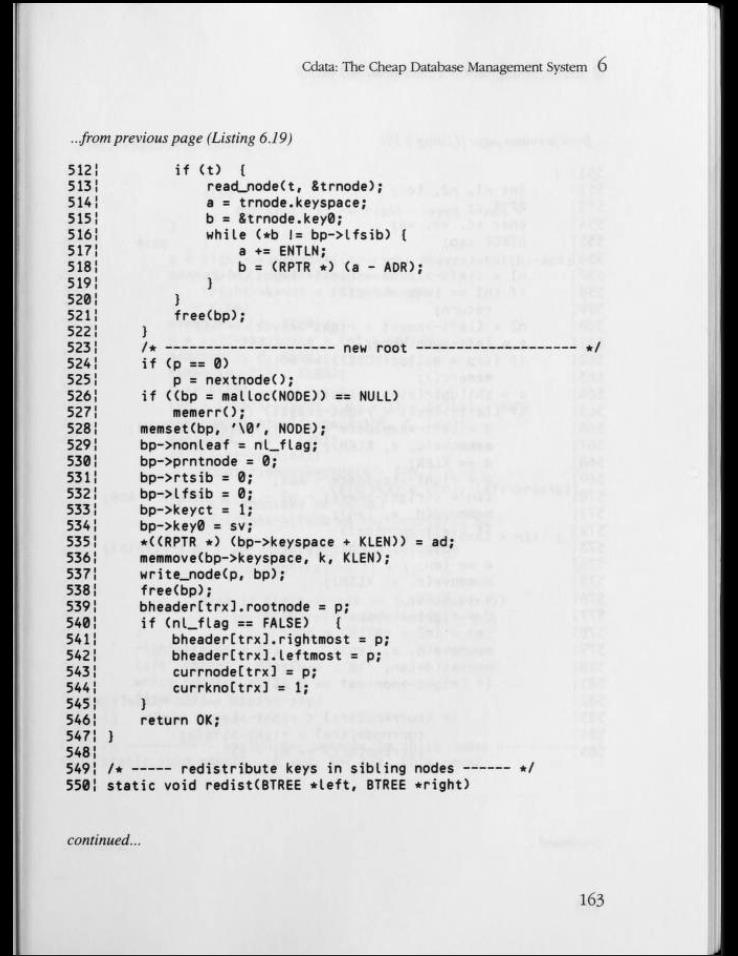 Cdata: The Cheap Database Management System 6
...from previous page (Listing 6.19)
512¦         if (t)  {
513¦             read_node(t, &trnode);
514¦             a = trnode.keyspace;
515¦             b = &trnode.key0;
516¦             while (*b != bp->lfsib) {
517¦                 a += ENTLN;
518¦                 b = (RPTR *) (a - ADR);
519¦             }
520¦         }
521¦         free(bp);
522¦     }
523¦     /* --------------------- new root -------------------- */
524¦     if (p == 0)
525¦         p = nextnode();
526¦     if ((bp = malloc(NODE)) == NULL)
527¦         memerr();
528¦     memset(bp, '\0', NODE);
529¦     bp->nonleaf = nl_flag;
530¦     bp->prntnode = 0;
531¦     bp->rtsib = 0;
532¦     bp->lfsib = 0;
533¦     bp->keyct = 1;
534¦     bp->key0 = sv;
535¦     *((RPTR *) (bp->keyspace + KLEN)) = ad;
536¦     memmove(bp->keyspace, k, KLEN);
537¦     write_node(p, bp);
538¦     free(bp);
539¦     bheader[trx].rootnode = p;
540¦     if (nl_flag == FALSE)   {
541¦         bheader[trx].rightmost = p;
542¦         bheader[trx].leftmost = p;
543¦         currnode[trx] = p;
544¦         currkno[trx] = 1;
545¦     }
546¦     return OK;
547¦ }
548¦
549¦ /* ----- redistribute keys in sibling nodes ------ */
550¦ static void redist(BTREE *left, BTREE *right)
continued...
163